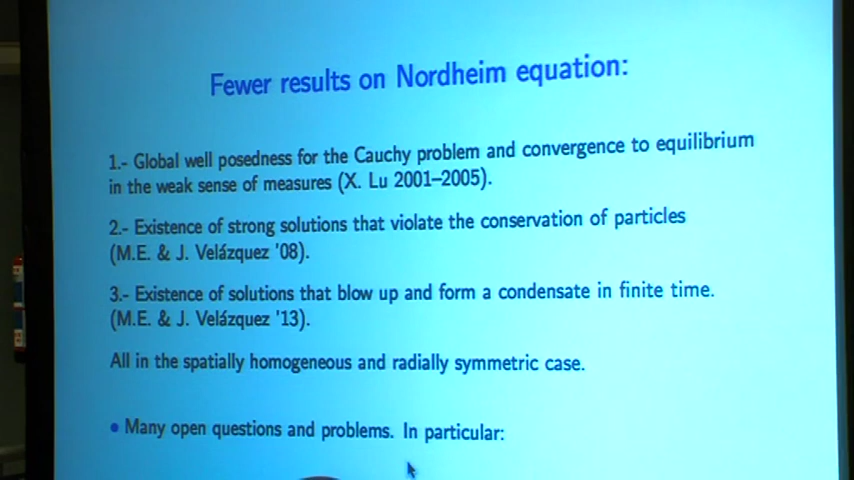 Fewer results on Nordheim equation:
1.- Global well posedness for the Cauchy problem and convergence to equilibrium
in the weak sense of measures (X. Lu 2001–2005).
2.- Existence of strong solutions that violate the conservation of particles
(M.E. & J. Velázquez '08).
3.- Existence of solutions that blow up and form a condensate in finite time.
(M.E. & J. Velázquez '13).
All in the spatially homogeneous and radially symmetric case.
• Many open questions and problems. In particular: